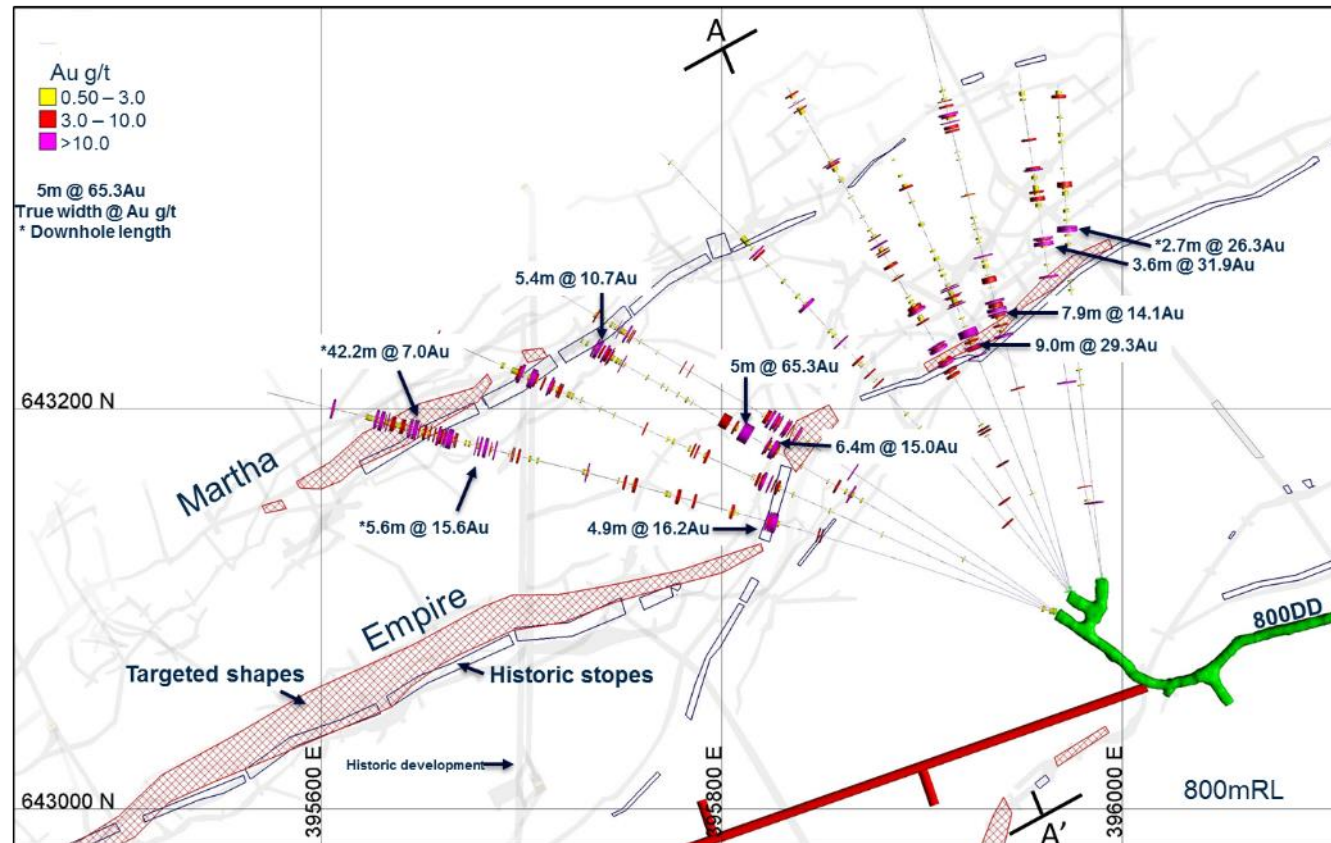 A
Au g/t
0.50 – 3.0
3.0 – 10.0
>10.0
5m @ 65.3Au
True width @ Au g/t
* Downhole length
*2.7m @ 26.3Au
3.6m @ 31.9Au
5.4m @ 10.7Au
7.9m @ 14.1Au
*42.2m @ 7.0Au
9.0m @ 29.3Au
5m @ 65.3Au
643200 N
6.4m @ 15.0Au
Martha
*5.6m @ 15.6Au
4.9m @ 16.2Au
Empire
800DD
Targeted shapes
Historic stopes
Historic development
395600 E
395800 E
396000 E
800mRL
643000 N
A'